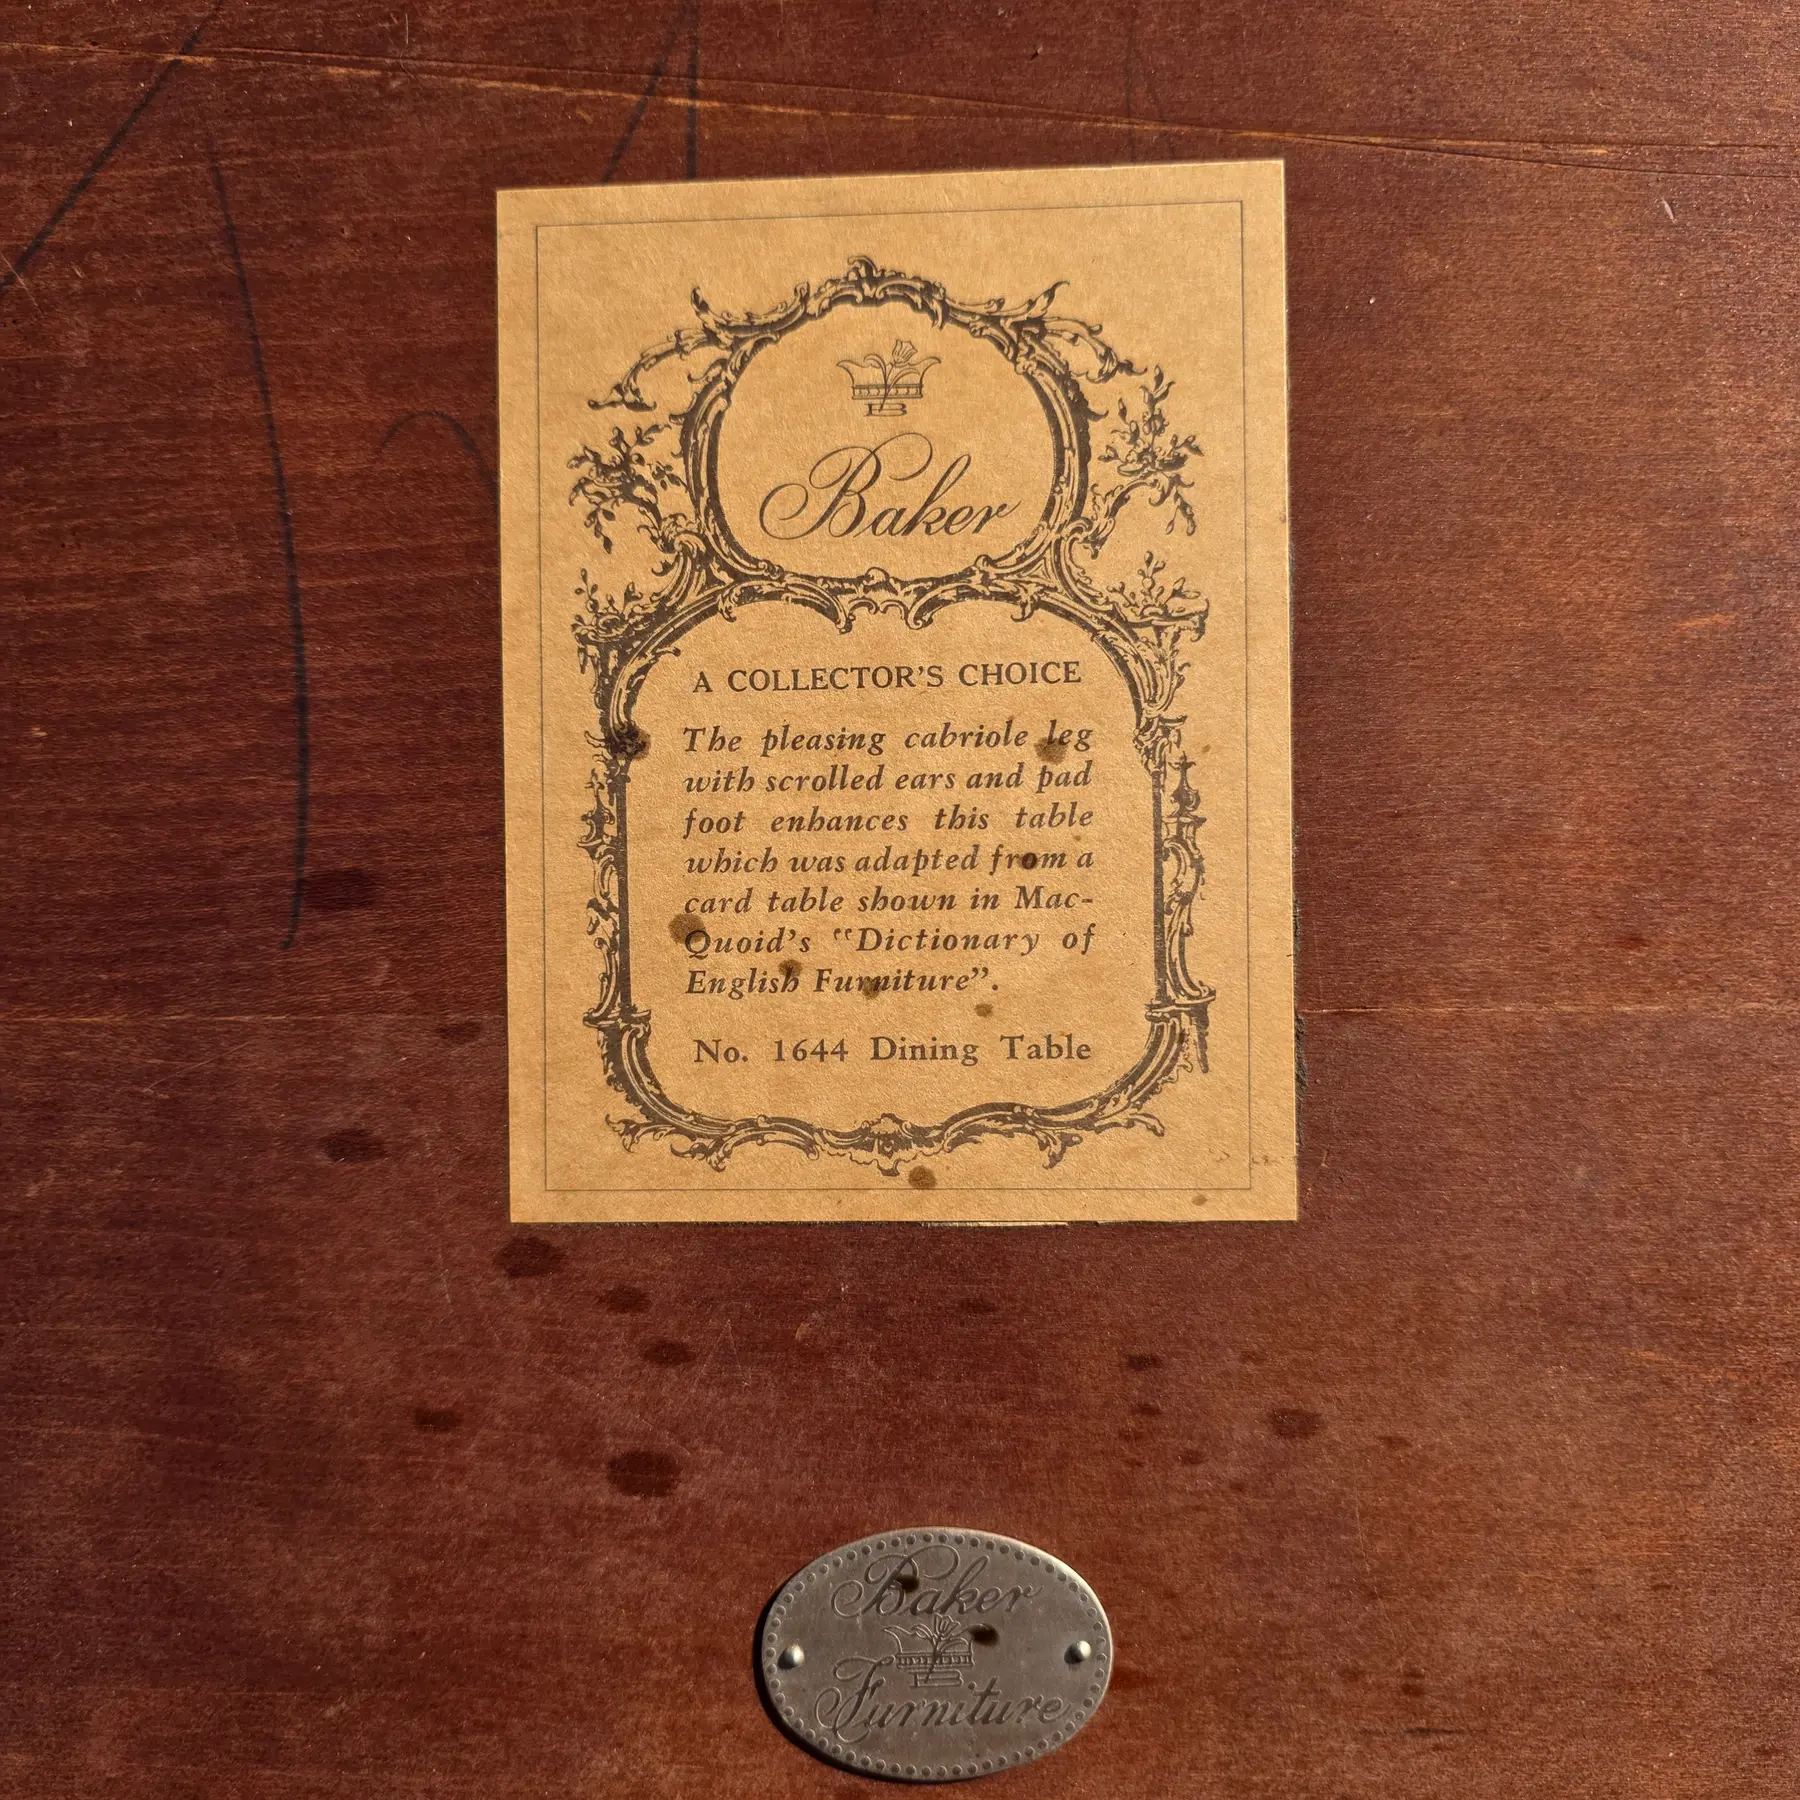 B
Baker
A COLLECTOR'S CHOICE
The pleasing cabriole leg
with scrolled ears and pad
foot enhances this table
which was adapted from a
card table shown in Mac-
Quoid's "Dictionary of
English Furniture".
No. 1644 Dining Table
Baker
B
Furniture